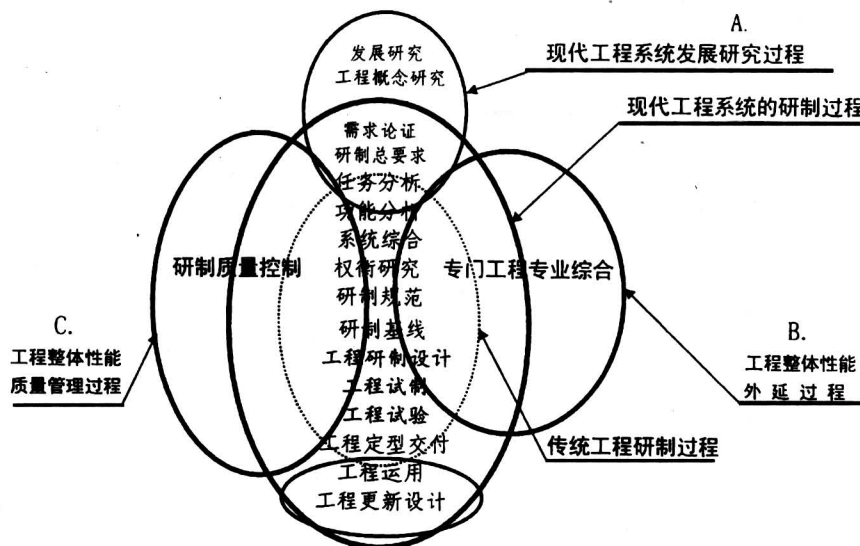 A.
现代工程系统发展研究过程
现代工程系统的研制过程
发展研究
工程概念研究
需求论证
研制总要求
任务分析
功能分析
系统综合
权衡研究
研制规范
研制基线
工程研制设计
工程试制
工程试验
工程定型交付
工程运用
工程更新设计
研制质量控制
专门工程专业综合
C.
工程整体性能
质量管理过程
B.
工程整体性能
外延过程
传统工程研制过程